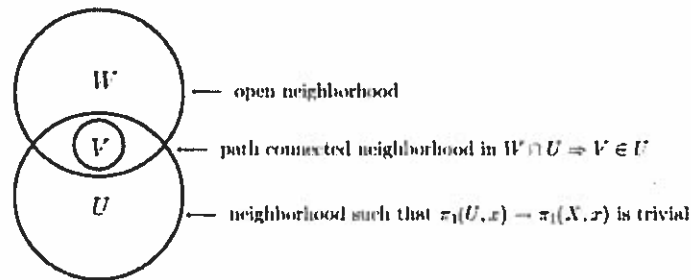 W
open neighborhood
V
path connected neighborhood in W ∩ U ⇒ V ∈ U
U
neighborhood such that π₁(U, x) → π₁(X, x) is trivial